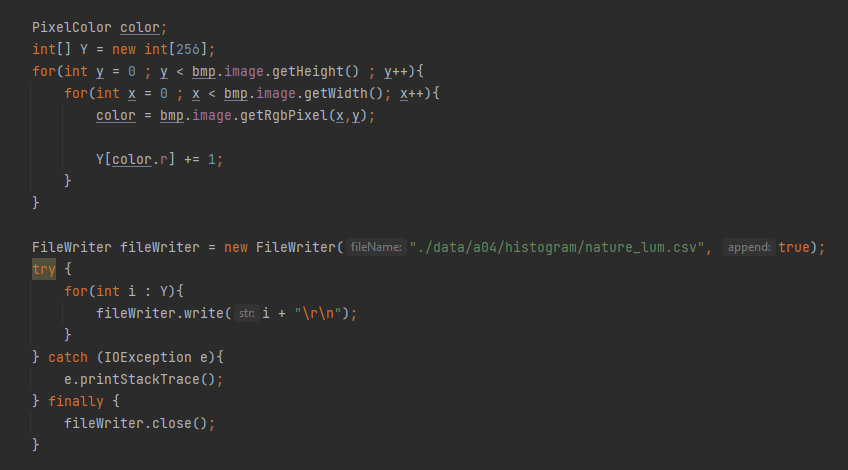 PixelColor color;
int[] Y = new int[256];
for(int y = 0 ; y < bmp.image.getHeight() ; y++){
    for(int x = 0 ; x < bmp.image.getWidth(); x++){
        color = bmp.image.getRgbPixel(x,y);

        Y[color.r] += 1;
    }
}

FileWriter fileWriter = new FileWriter( fileName: "./data/a04/histogram/nature_lum.csv", append: true);
try {
    for(int i : Y){
        fileWriter.write( str: i + "\r\n");
    }
} catch (IOException e){
    e.printStackTrace();
} finally {
    fileWriter.close();
}